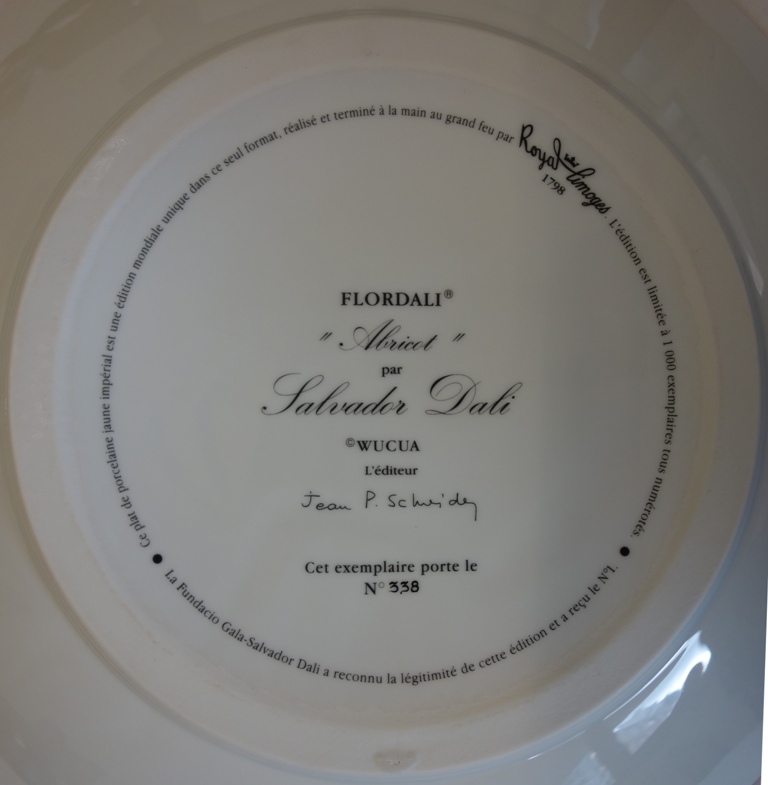 Ce plat de porcelaine jaune impérial est une édition mondiale unique dans ce seul format, réalisé et terminé à la main au grand feu par Royal Limoges 1798. L'édition est limitée à 1 000 exemplaires tous numérotés.
FLORDALI®
" Abricot "
par
Salvador Dali
©WUCUA
L'éditeur
Jean P. Schneider
Cet exemplaire porte le
N° 338
• La Fundacio Gala-Salvador Dali a reconnu la légitimité de cette édition et a reçu le N°1. •